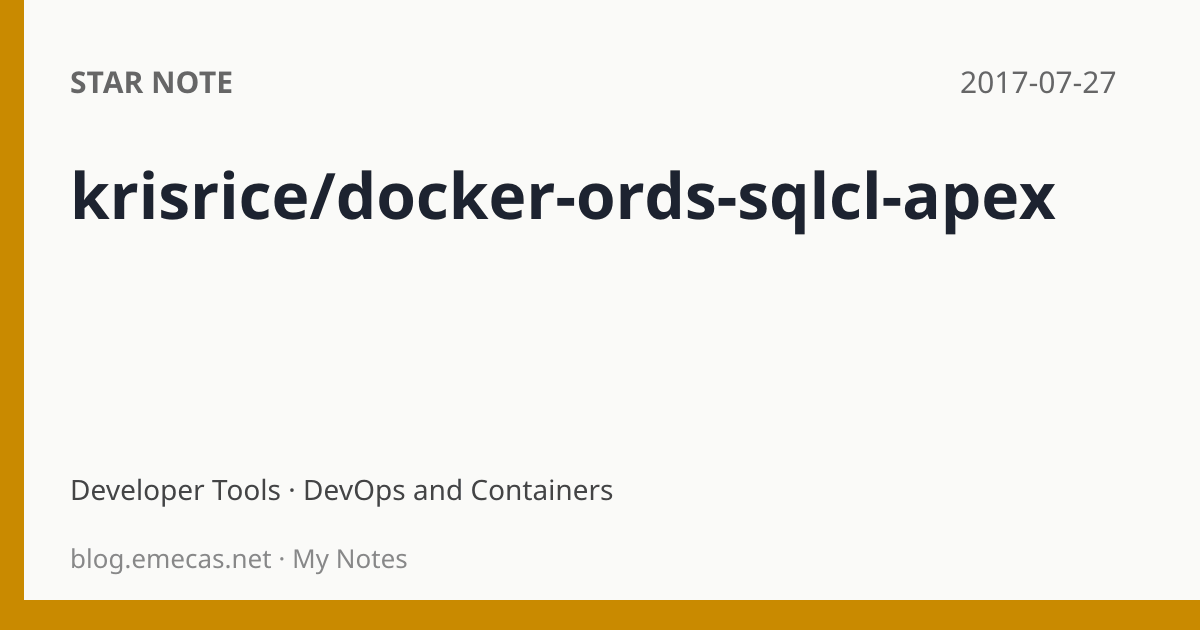 STAR NOTE
2017-07-27
krisrice/docker-ords-sqlcl-apex
Developer Tools · DevOps and Containers
blog.emecas.net · My Notes